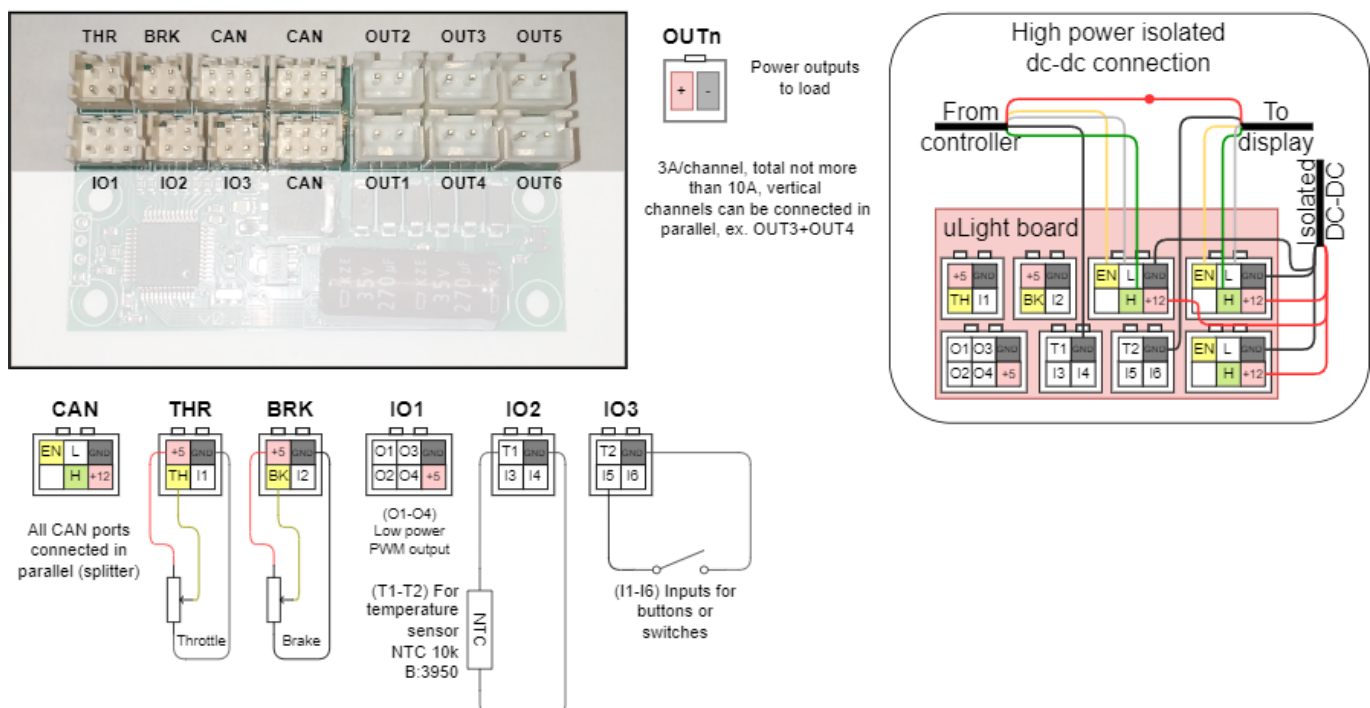 THR BRK CAN CAN OUT2 OUT3 OUT5
IO1 IO2 IO3 CAN OUT1 OUT4 OUT6
35V
270µF
35V
270µF
OUTn
+ -
Power outputs
to load
3A/channel, total not more
than 10A, vertical
channels can be connected in
parallel, ex. OUT3+OUT4
High power isolated
dc-dc connection
From
controller
To
display
Isolated
DC-DC
uLight board
+5 GND
TH I1
+5 GND
BK I2
EN L GND
H +12
EN L GND
H +12
O1 O3 GND
O2 O4 +5
T1 GND
I3 I4
T2 GND
I5 I6
EN L GND
H +12
CAN
EN L GND
H +12
All CAN ports
connected in
parallel (splitter)
THR
+5 GND
TH I1
Throttle
BRK
+5 GND
BK I2
Brake
IO1
O1 O3 GND
O2 O4 +5
(O1-O4)
Low power
PWM output
IO2
T1 GND
I3 I4
(T1-T2) For
temperature
sensor
NTC 10k
B:3950
NTC
IO3
T2 GND
I5 I6
(I1-I6) Inputs for
buttons or
switches